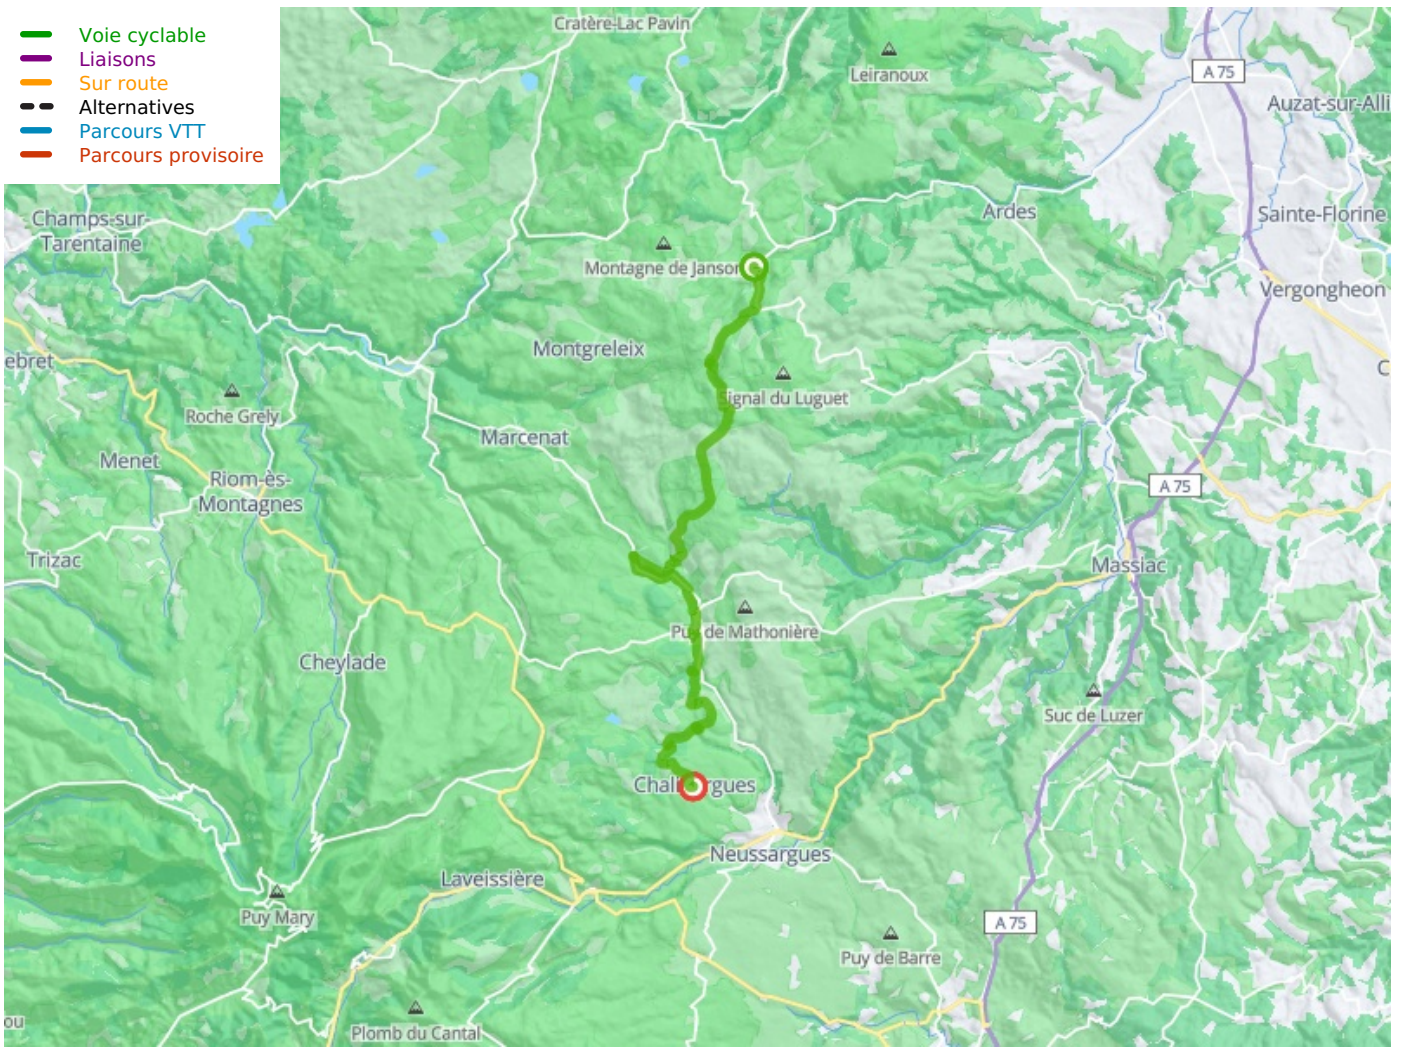 Voie cyclable
Liaisons
Sur route
Alternatives
Parcours VTT
Parcours provisoire
Cratère-Lac Pavin
Leiranoux
A 75
Auzat-sur-Alli
Champs-sur-
Tarentaine
Ardes
Sainte-Florine
Montagne de Janson
Vergongheon
Montgreleix
ebret
C
Signal du Luguet
Roche Grely
Marcenat
Menet
Riom-ès-
Montagnes
A 75
Trizac
Massiac
Puy de Mathonière
Cheylade
Suc de Luzer
Chal rgues
Neussargues
Laveissière
Puy Mary
A 75
Puy de Barre
ou
Plomb du Cantal